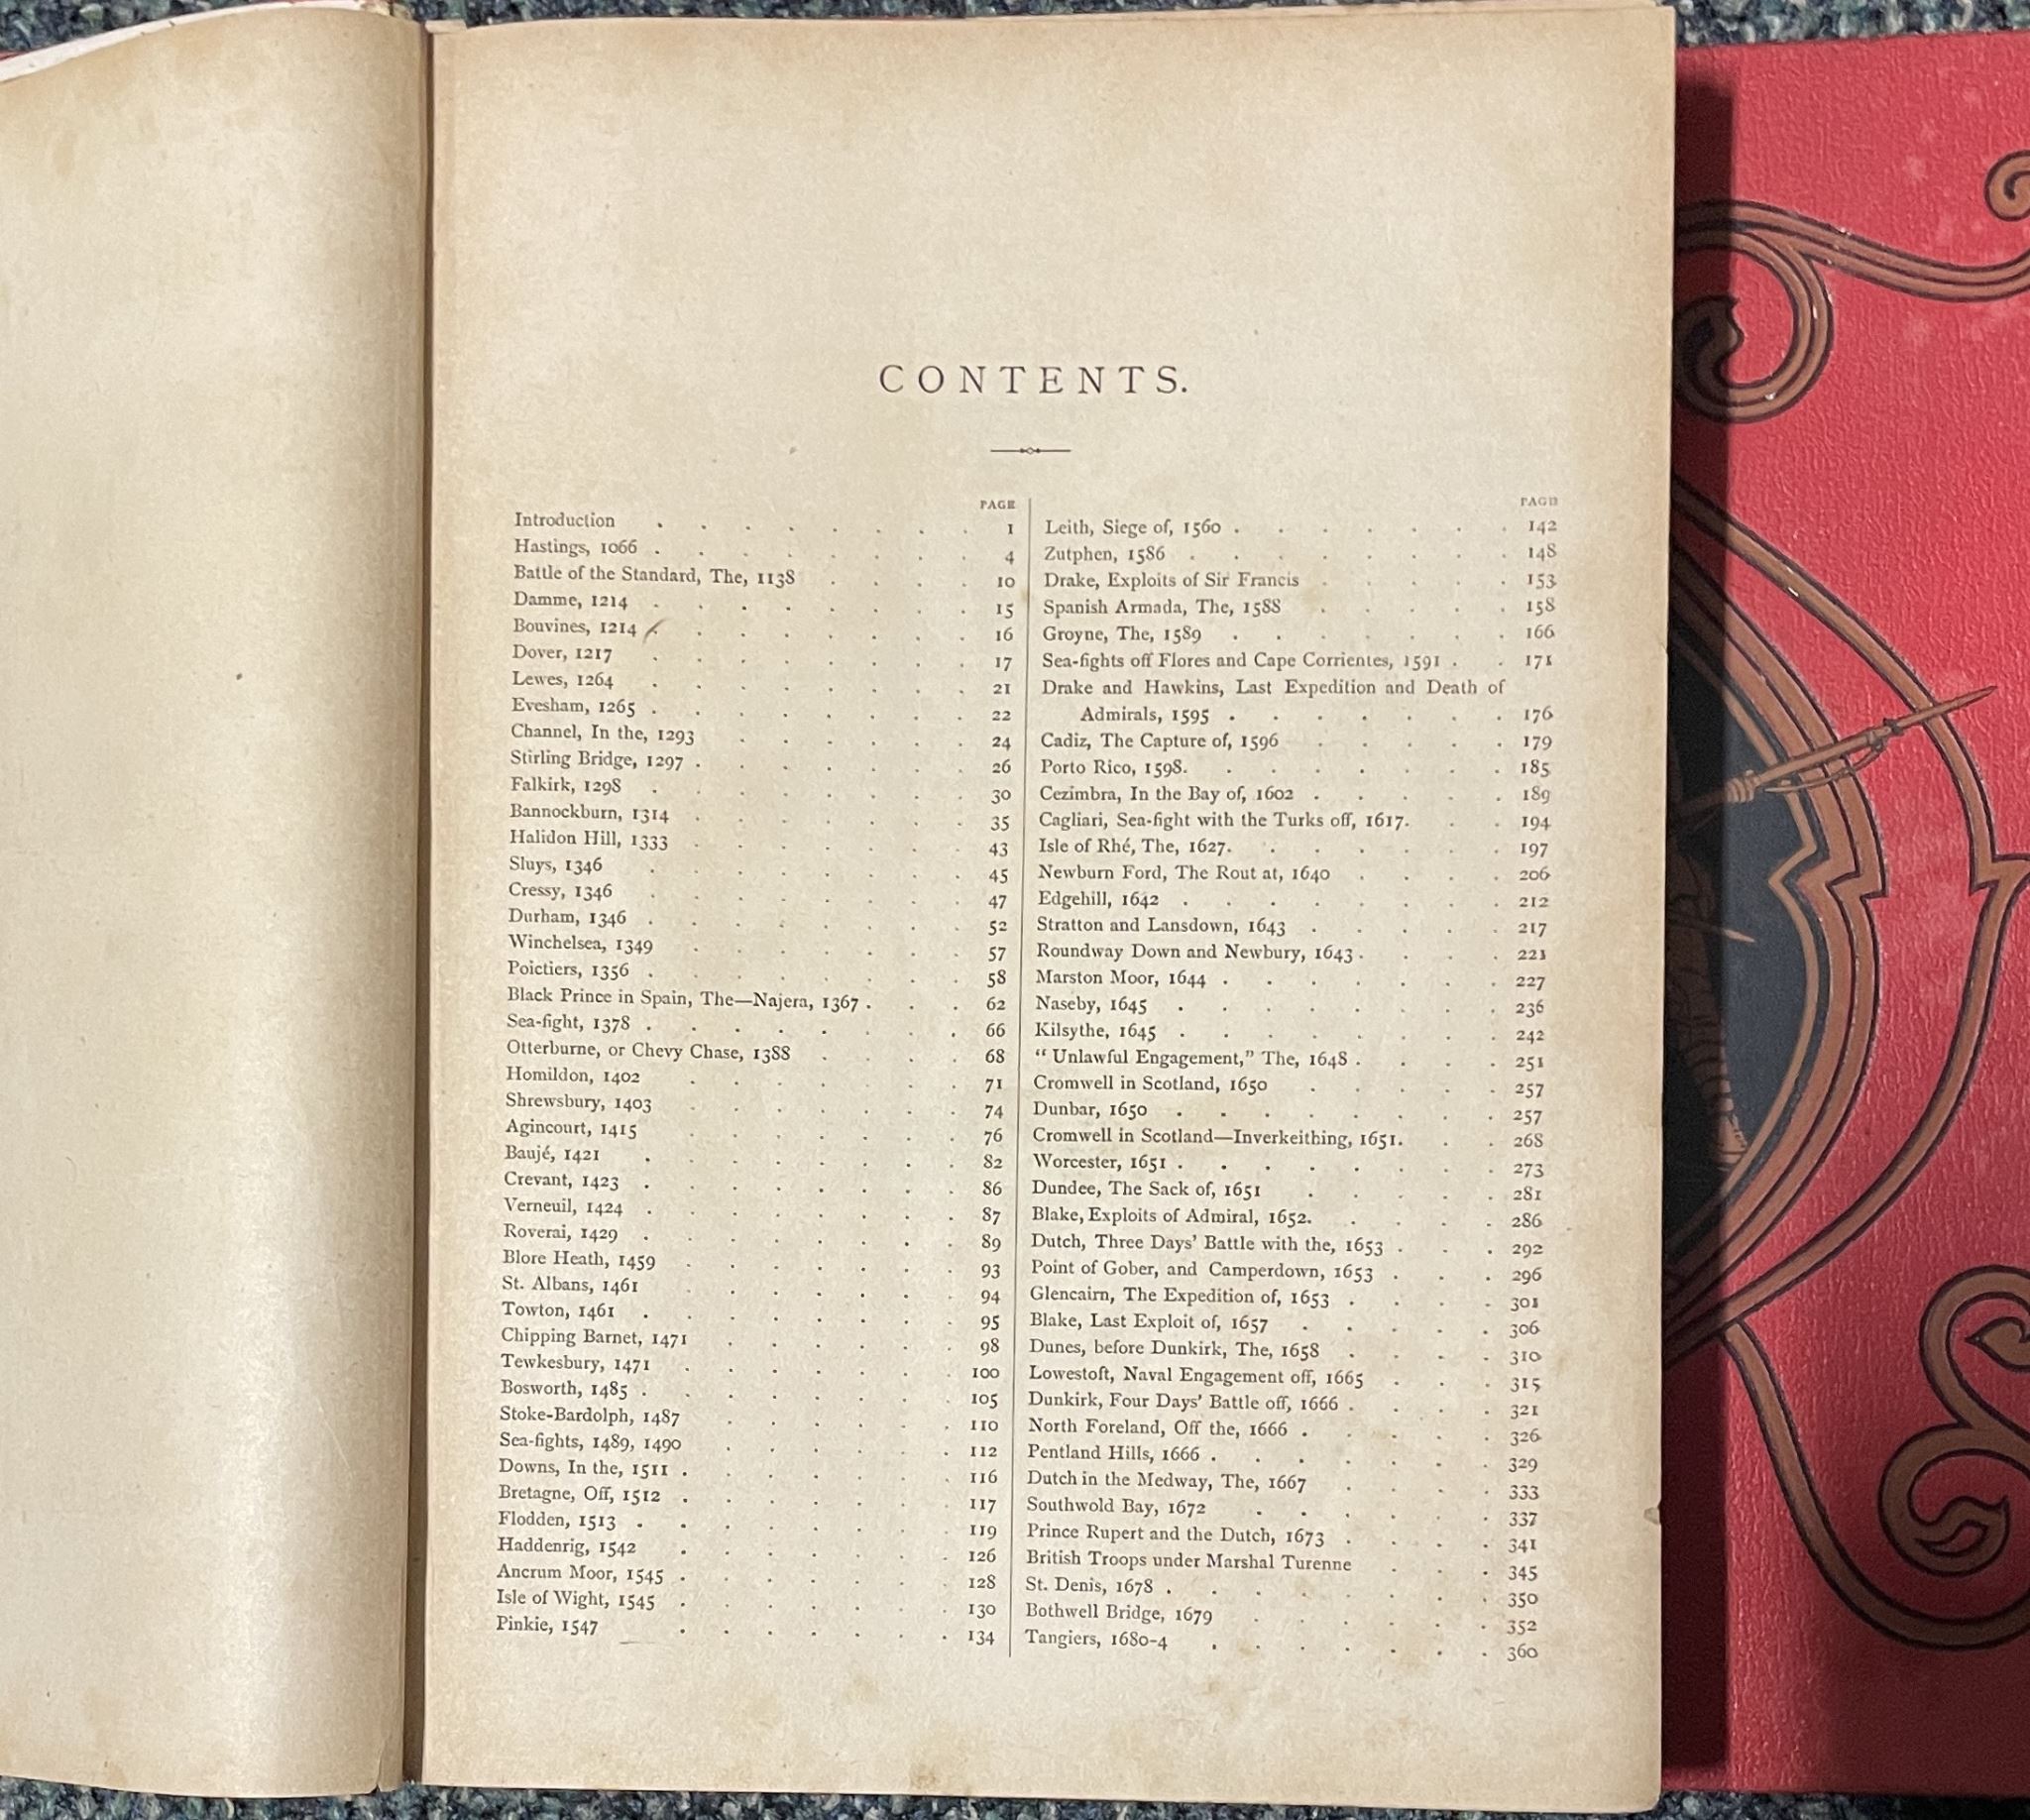 CONTENTS.
PAGE
Introduction . . . . . . . . 1
Hastings, 1066 . . . . . . . . 4
Battle of the Standard, The, 1138 . . . . 10
Damme, 1214 . . . . . . . . 15
Bouvines, 1214 . . . . . . . . 16
Dover, 1217 . . . . . . . . 17
Lewes, 1264 . . . . . . . . 21
Evesham, 1265 . . . . . . . . 22
Channel, In the, 1293 . . . . . . 24
Stirling Bridge, 1297 . . . . . . . 26
Falkirk, 1298 . . . . . . . . 30
Bannockburn, 1314 . . . . . . . 35
Halidon Hill, 1333 . . . . . . . 43
Sluys, 1346 . . . . . . . . 45
Cressy, 1346 . . . . . . . . 47
Durham, 1346 . . . . . . . . 52
Winchelsea, 1349 . . . . . . . 57
Poictiers, 1356 . . . . . . . . 58
Black Prince in Spain, The—Najera, 1367 . . . 62
Sea-fight, 1378 . . . . . . . . 66
Otterburne, or Chevy Chase, 1388 . . . . 68
Homildon, 1402 . . . . . . . 71
Shrewsbury, 1403 . . . . . . . 74
Agincourt, 1415 . . . . . . . 76
Baujé, 1421 . . . . . . . . 82
Crevant, 1423 . . . . . . . . 86
Verneuil, 1424 . . . . . . . . 87
Roverai, 1429 . . . . . . . . 89
Blore Heath, 1459 . . . . . . . 93
St. Albans, 1461 . . . . . . . 94
Towton, 1461 . . . . . . . . 95
Chipping Barnet, 1471 . . . . . . 98
Tewkesbury, 1471 . . . . . . . 100
Bosworth, 1485 . . . . . . . . 105
Stoke-Bardolph, 1487 . . . . . . 110
Sea-fights, 1489, 1490 . . . . . . 112
Downs, In the, 1511 . . . . . . . 116
Bretagne, Off, 1512 . . . . . . . 117
Flodden, 1513 . . . . . . . . 119
Haddenrig, 1542 . . . . . . . 126
Ancrum Moor, 1545 . . . . . . . 128
Isle of Wight, 1545 . . . . . . . 130
Pinkie, 1547 . . . . . . . 134
PAGE
Leith, Siege of, 1560 . . . . . . . 142
Zutphen, 1586 . . . . . . . . 148
Drake, Exploits of Sir Francis . . . . . 153
Spanish Armada, The, 1588 . . . . . 158
Groyne, The, 1589 . . . . . . . 166
Sea-fights off Flores and Cape Corrientes, 1591 . . 171
Drake and Hawkins, Last Expedition and Death of
Admirals, 1595 . . . . . . . 176
Cadiz, The Capture of, 1596 . . . . . 179
Porto Rico, 1598. . . . . . . . 185
Cezimbra, In the Bay of, 1602 . . . . . 189
Cagliari, Sea-fight with the Turks off, 1617. . . 194
Isle of Rhé, The, 1627. . . . . . . 197
Newburn Ford, The Rout at, 1640 . . . . 206
Edgehill, 1642 . . . . . . . . 212
Stratton and Lansdown, 1643 . . . . . 217
Roundway Down and Newbury, 1643 . . . . 221
Marston Moor, 1644 . . . . . . . 227
Naseby, 1645 . . . . . . . . 236
Kilsythe, 1645 . . . . . . . . 242
“Unlawful Engagement,” The, 1648 . . . . 251
Cromwell in Scotland, 1650 . . . . . 257
Dunbar, 1650 . . . . . . . . 257
Cromwell in Scotland—Inverkeithing, 1651. . . 268
Worcester, 1651 . . . . . . . . 273
Dundee, The Sack of, 1651 . . . . . 281
Blake, Exploits of Admiral, 1652. . . . . 286
Dutch, Three Days’ Battle with the, 1653 . . . 292
Point of Gober, and Camperdown, 1653 . . . 296
Glencairn, The Expedition of, 1653 . . . . 301
Blake, Last Exploit of, 1657 . . . . . 306
Dunes, before Dunkirk, The, 1658 . . . . 310
Lowestoft, Naval Engagement off, 1665 . . . 315
Dunkirk, Four Days’ Battle off, 1666 . . . . 321
North Foreland, Off the, 1666 . . . . . 326
Pentland Hills, 1666 . . . . . . . 329
Dutch in the Medway, The, 1667 . . . . 333
Southwold Bay, 1672 . . . . . . 337
Prince Rupert and the Dutch, 1673 . . . . 341
British Troops under Marshal Turenne . . . 345
St. Denis, 1678 . . . . . . . . 350
Bothwell Bridge, 1679 . . . . . . 352
Tangiers, 1680-4 . . . . . . . 360